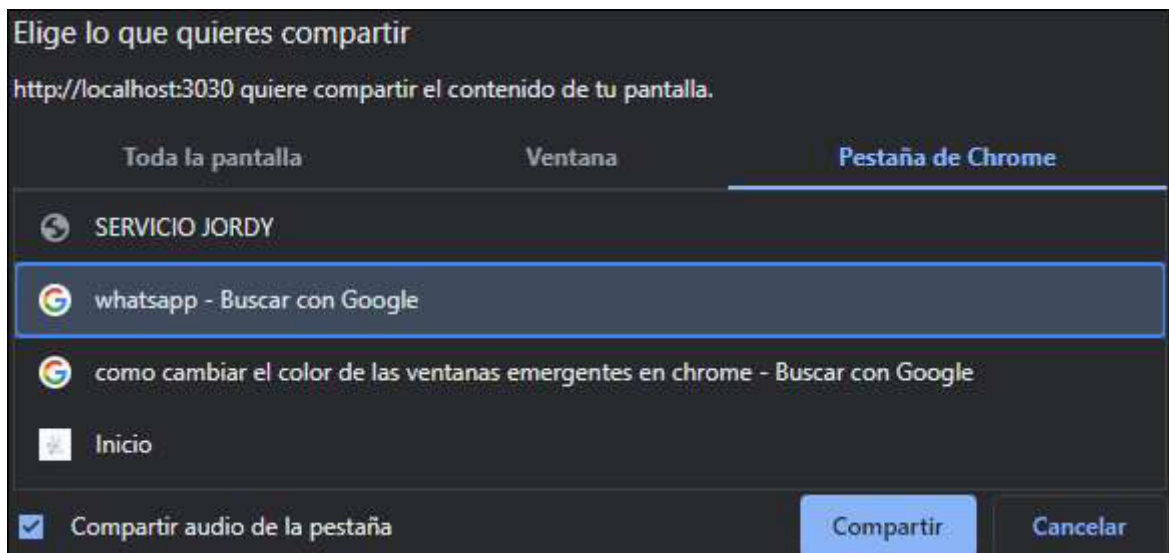 Elige lo que quieres compartir
http://localhost:3030 quiere compartir el contenido de tu pantalla.
Toda la pantalla Ventana Pestaña de Chrome
SERVICIO JORDY
whatsapp - Buscar con Google
como cambiar el color de las ventanas emergentes en chrome - Buscar con Google
Inicio
Compartir audio de la pestaña Compartir Cancelar